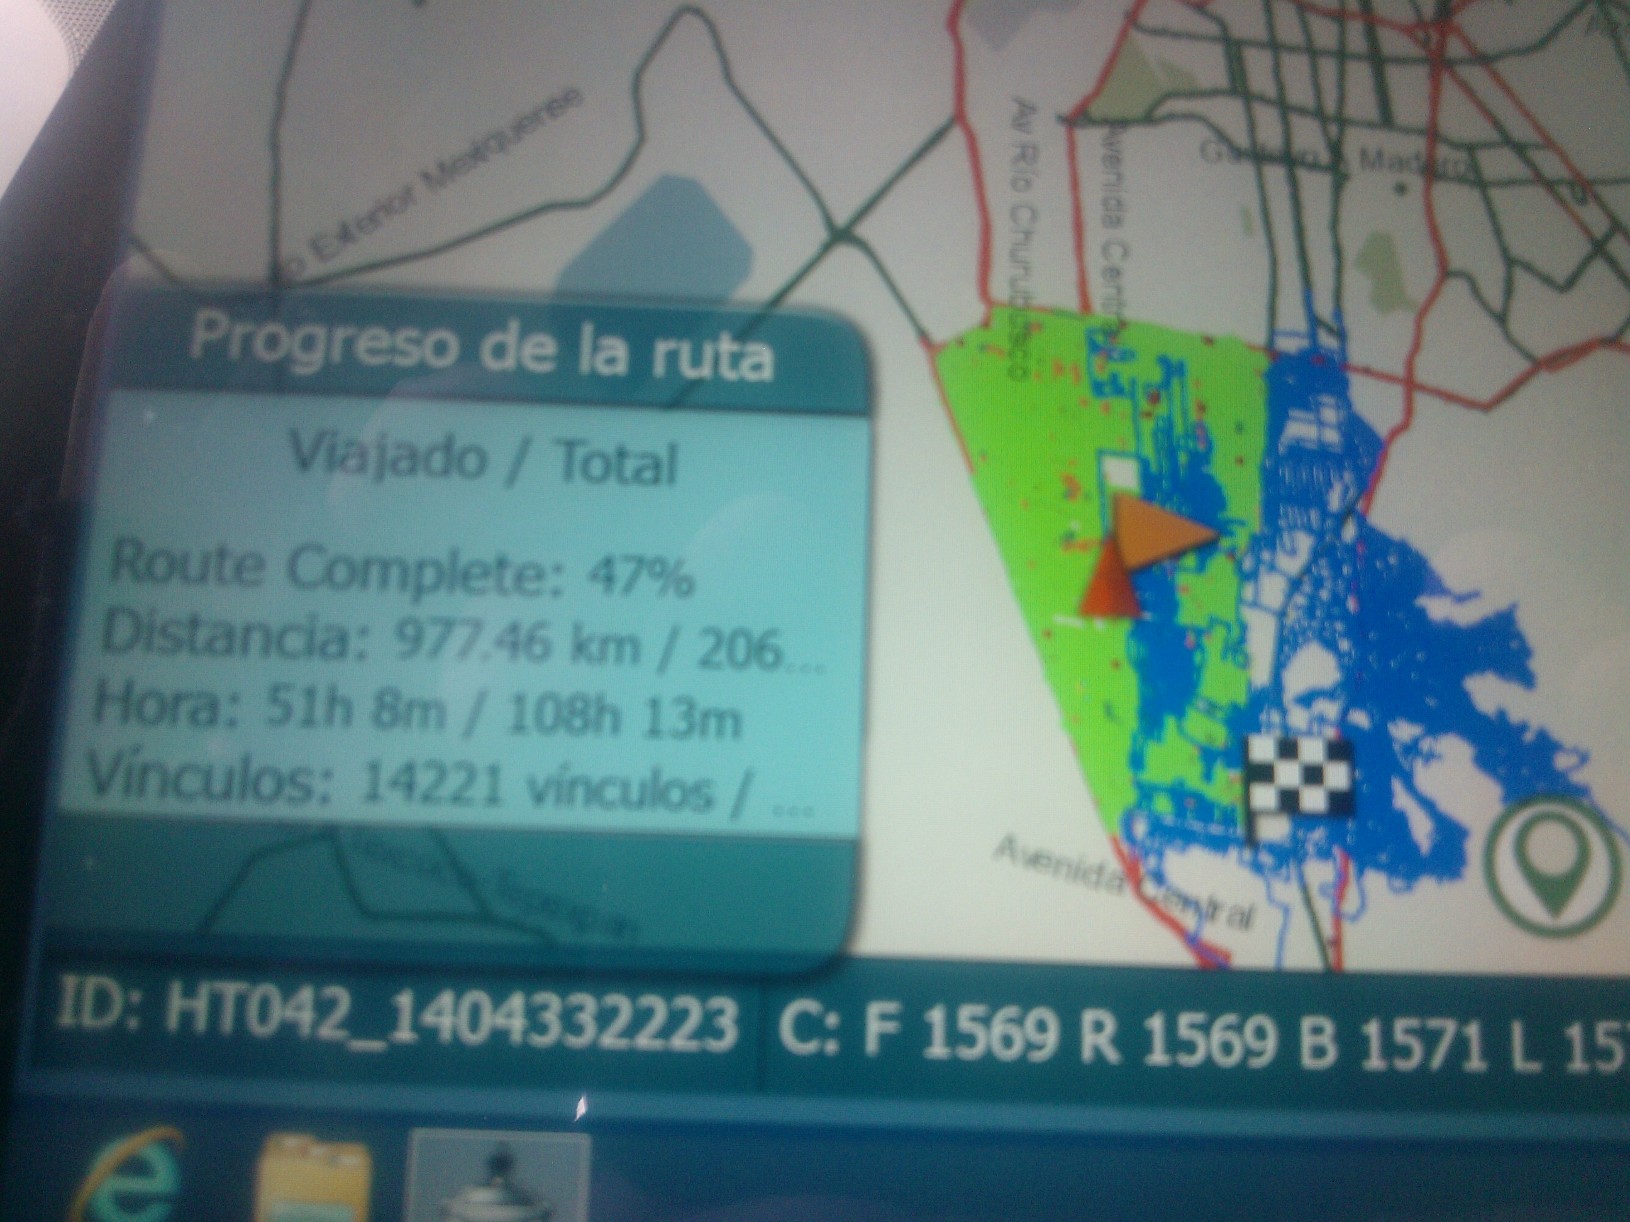 o Exterior Mexiquense
Av Río Churubusco
Avenida Central
Gustavo A Madero
Progreso de la ruta
Viajado / Total
Route Complete: 47%
Distancia: 977.46 km / 206...
Hora: 51h 8m / 108h 13m
Vínculos: 14221 vínculos / ...
Avenida Central
ID: HT042_1404332223
C: F 1569 R 1569 B 1571 L 15